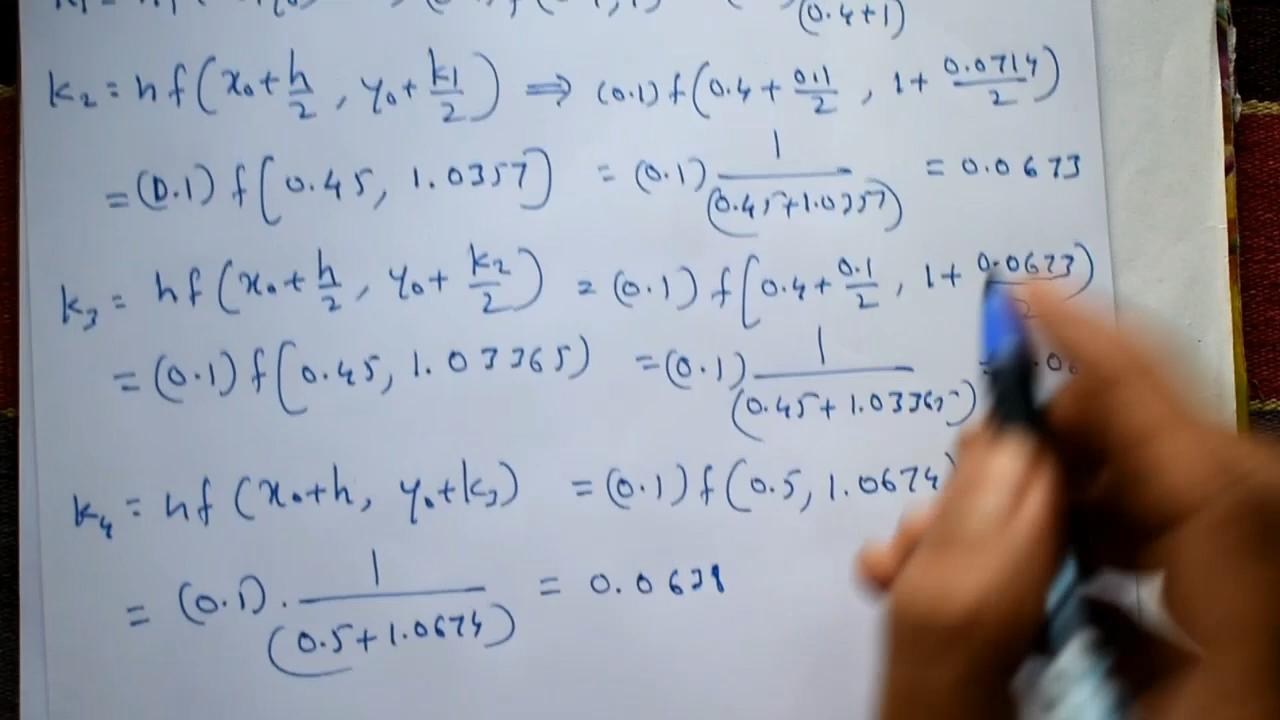 (0.4+1)
k2 = hf(x0+h/2, y0+k1/2) ⇒ (0.1) f(0.4+0.1/2, 1+0.0714/2)
= (0.1) f[0.45, 1.0357] = (0.1) 1/(0.45+1.0357) = 0.0673
k3 = hf(x0+h/2, y0+k2/2) = (0.1) f[0.4+0.1/2, 1+0.0673/2)
= (0.1) f[0.45, 1.03365) = (0.1) 1/(0.45+1.03365)
k4 = hf (x0+h, y0+k3) = (0.1) f(0.5, 1.0674)
= (0.1). 1/(0.5+1.0674) = 0.0638